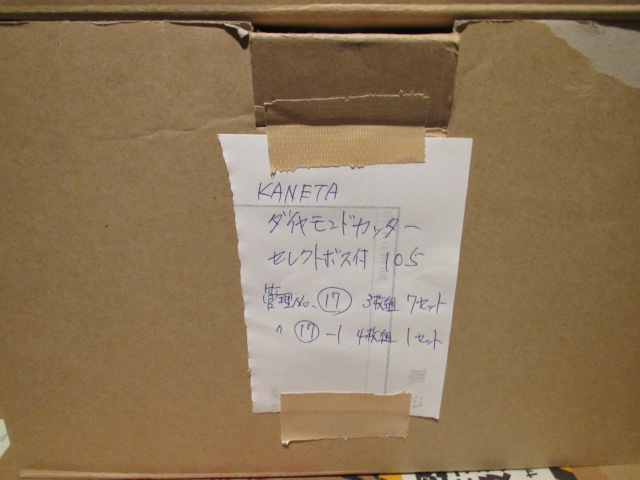 KANETA
ダイヤモンドカッター
セレクトボス付 105
管理No. ⑰ 3枚組 7セット
〃 ⑰-1 4枚組 1セット